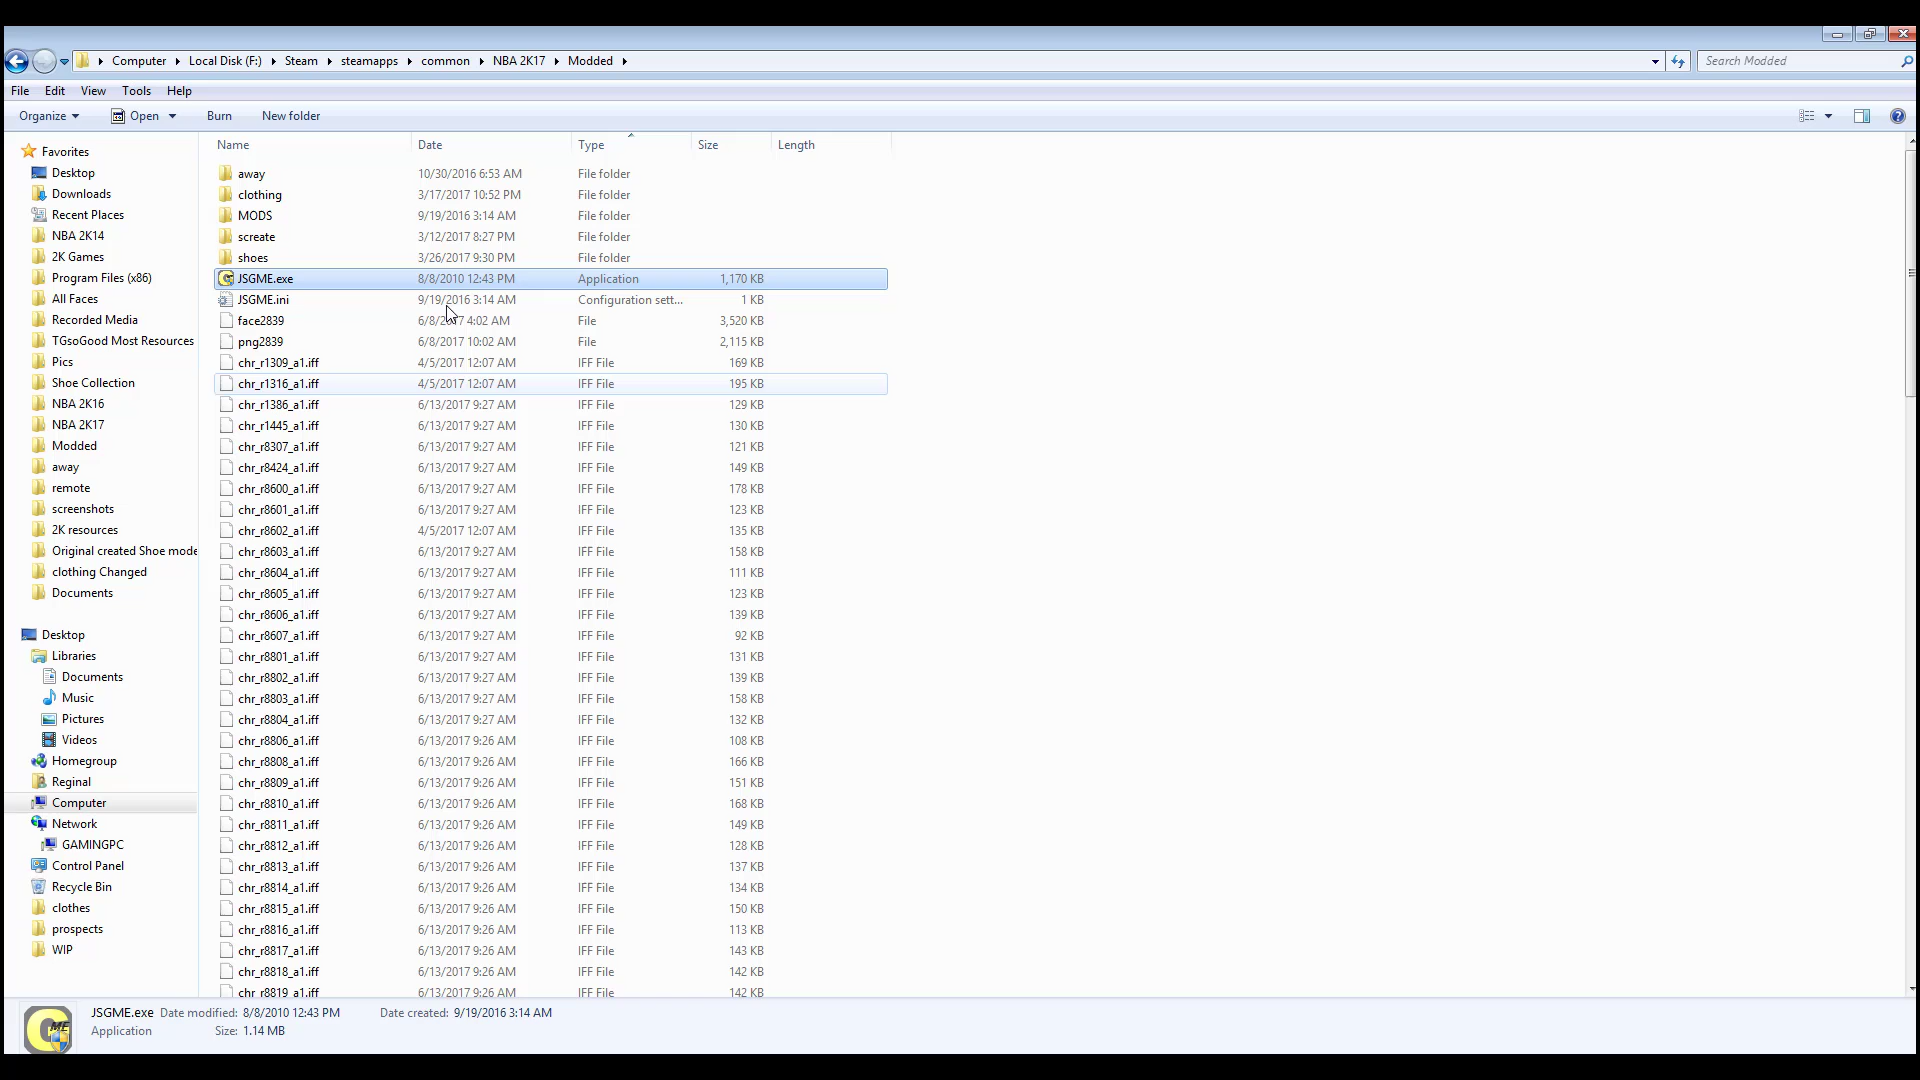 Computer Local Disk (F:) Steam steamapps common NBA 2K17 Modded Search Modded
File Edit View Tools Help
Organize Open Burn New folder
Favorites
Desktop
Downloads
Recent Places
NBA 2K14
2K Games
Program Files (x86)
All Faces
Recorded Media
TGsoGood Most Resources
Pics
Shoe Collection
NBA 2K16
NBA 2K17
Modded
away
remote
screenshots
2K resources
Original created Shoe mode
clothing Changed
Documents
Desktop
Libraries
Documents
Music
Pictures
Videos
Homegroup
Reginal
Computer
Network
GAMINGPC
Control Panel
Recycle Bin
clothes
prospects
WIP
Name Date Type Size Length
away 10/30/2016 6:53 AM File folder
clothing 3/17/2017 10:52 PM File folder
MODS 9/19/2016 3:14 AM File folder
screate 3/12/2017 8:27 PM File folder
shoes 3/26/2017 9:30 PM File folder
JSGME.exe 8/8/2010 12:43 PM Application 1,170 KB
JSGME.ini 9/19/2016 3:14 AM Configuration sett... 1 KB
face2839 4:02 AM File 3,520 KB
png2839 6/8/2017 10:02 AM File 2,115 KB
chr_r1309_a1.iff 4/5/2017 12:07 AM IFF File 169 KB
chr_r1316_a1.iff 4/5/2017 12:07 AM IFF File 195 KB
chr_r1386_a1.iff 6/13/2017 9:27 AM IFF File 129 KB
chr_r1445_a1.iff 6/13/2017 9:27 AM IFF File 130 KB
chr_r8307_a1.iff 6/13/2017 9:27 AM IFF File 121 KB
chr_r8424_a1.iff 6/13/2017 9:27 AM IFF File 149 KB
chr_r8600_a1.iff 6/13/2017 9:27 AM IFF File 178 KB
chr_r8601_a1.iff 6/13/2017 9:27 AM IFF File 123 KB
chr_r8602_a1.iff 4/5/2017 12:07 AM IFF File 135 KB
chr_r8603_a1.iff 6/13/2017 9:27 AM IFF File 158 KB
chr_r8604_a1.iff 6/13/2017 9:27 AM IFF File 111 KB
chr_r8605_a1.iff 6/13/2017 9:27 AM IFF File 123 KB
chr_r8606_a1.iff 6/13/2017 9:27 AM IFF File 139 KB
chr_r8607_a1.iff 6/13/2017 9:27 AM IFF File 92 KB
chr_r8801_a1.iff 6/13/2017 9:27 AM IFF File 131 KB
chr_r8802_a1.iff 6/13/2017 9:27 AM IFF File 139 KB
chr_r8803_a1.iff 6/13/2017 9:27 AM IFF File 158 KB
chr_r8804_a1.iff 6/13/2017 9:27 AM IFF File 132 KB
chr_r8806_a1.iff 6/13/2017 9:26 AM IFF File 108 KB
chr_r8808_a1.iff 6/13/2017 9:26 AM IFF File 166 KB
chr_r8809_a1.iff 6/13/2017 9:26 AM IFF File 151 KB
chr_r8810_a1.iff 6/13/2017 9:26 AM IFF File 168 KB
chr_r8811_a1.iff 6/13/2017 9:26 AM IFF File 149 KB
chr_r8812_a1.iff 6/13/2017 9:26 AM IFF File 128 KB
chr_r8813_a1.iff 6/13/2017 9:26 AM IFF File 137 KB
chr_r8814_a1.iff 6/13/2017 9:26 AM IFF File 134 KB
chr_r8815_a1.iff 6/13/2017 9:26 AM IFF File 150 KB
chr_r8816_a1.iff 6/13/2017 9:26 AM IFF File 113 KB
chr_r8817_a1.iff 6/13/2017 9:26 AM IFF File 143 KB
chr_r8818_a1.iff 6/13/2017 9:26 AM IFF File 142 KB
chr_r8819_a1.iff 6/13/2017 9:26 AM IFF File 142 KB
JSGME.exe Date modified: 8/8/2010 12:43 PM Date created: 9/19/2016 3:14 AM
Application Size: 1.14 MB